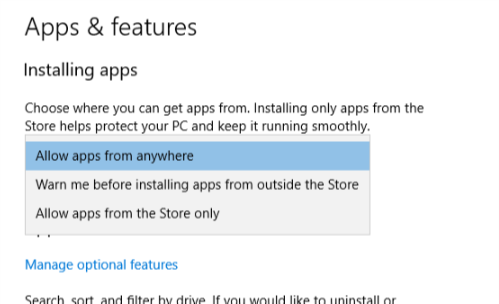 Apps & features
Installing apps
Choose where you can get apps from. Installing only apps from the
Store helps protect your PC and keep it running smoothly.
Allow apps from anywhere
Warn me before installing apps from outside the Store
Allow apps from the Store only
Manage optional features
Search, sort, and filter by drive. If you would like to uninstall or